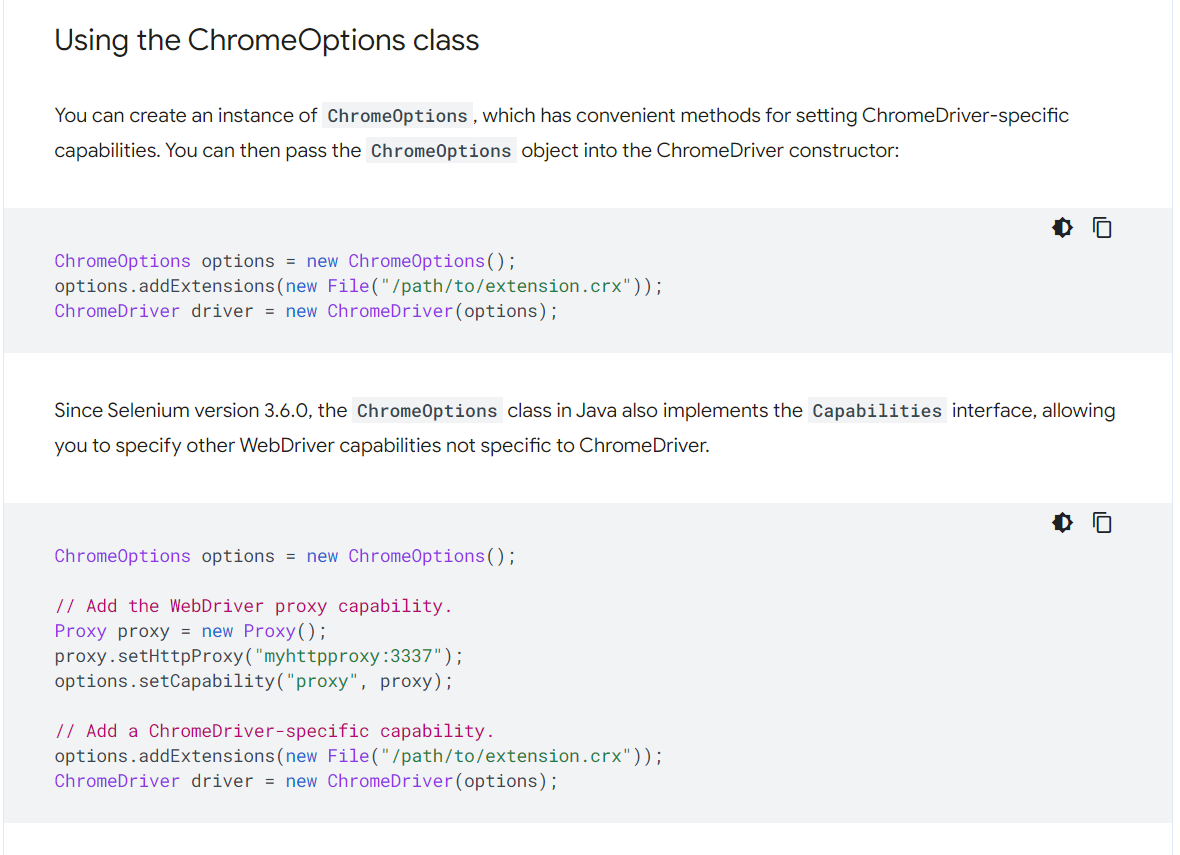 Using the ChromeOptions class
You can create an instance of ChromeOptions, which has convenient methods for setting ChromeDriver-specific
capabilities. You can then pass the ChromeOptions object into the ChromeDriver constructor:
ChromeOptions options = new ChromeOptions();
options.addExtensions(new File("/path/to/extension.crx"));
ChromeDriver driver = new ChromeDriver(options);
Since Selenium version 3.6.0, the ChromeOptions class in Java also implements the Capabilities interface, allowing
you to specify other WebDriver capabilities not specific to ChromeDriver.
ChromeOptions options = new ChromeOptions();
// Add the WebDriver proxy capability.
Proxy proxy = new Proxy();
proxy.setHttpProxy("myhttpproxy:3337");
options.setCapability("proxy", proxy);
// Add a ChromeDriver-specific capability.
options.addExtensions(new File("/path/to/extension.crx"));
ChromeDriver driver = new ChromeDriver(options);